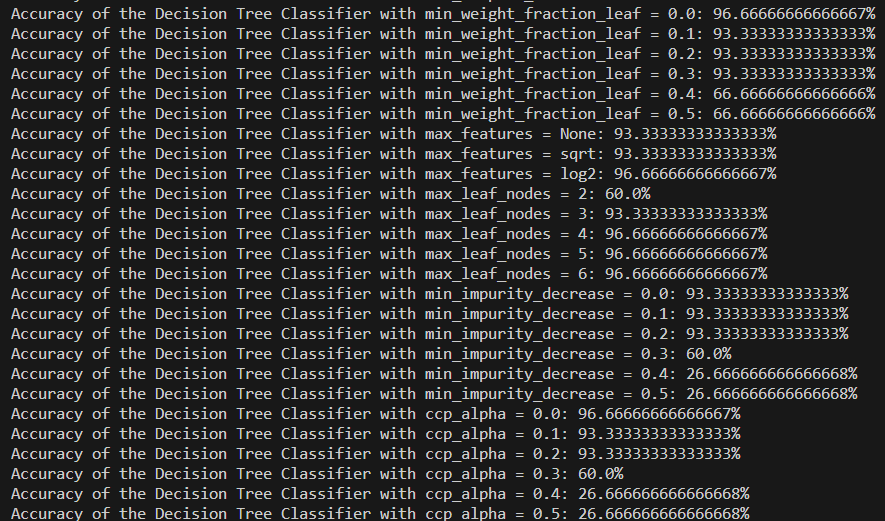 Accuracy of the Decision Tree Classifier with min_weight_fraction_leaf = 0.0: 96.66666666666667%
Accuracy of the Decision Tree Classifier with min_weight_fraction_leaf = 0.1: 93.33333333333333%
Accuracy of the Decision Tree Classifier with min_weight_fraction_leaf = 0.2: 93.33333333333333%
Accuracy of the Decision Tree Classifier with min_weight_fraction_leaf = 0.3: 93.33333333333333%
Accuracy of the Decision Tree Classifier with min_weight_fraction_leaf = 0.4: 66.66666666666666%
Accuracy of the Decision Tree Classifier with min_weight_fraction_leaf = 0.5: 66.66666666666666%
Accuracy of the Decision Tree Classifier with max_features = None: 93.33333333333333%
Accuracy of the Decision Tree Classifier with max_features = sqrt: 93.33333333333333%
Accuracy of the Decision Tree Classifier with max_features = log2: 96.66666666666667%
Accuracy of the Decision Tree Classifier with max_leaf_nodes = 2: 60.0%
Accuracy of the Decision Tree Classifier with max_leaf_nodes = 3: 93.33333333333333%
Accuracy of the Decision Tree Classifier with max_leaf_nodes = 4: 96.66666666666667%
Accuracy of the Decision Tree Classifier with max_leaf_nodes = 5: 96.66666666666667%
Accuracy of the Decision Tree Classifier with max_leaf_nodes = 6: 96.66666666666667%
Accuracy of the Decision Tree Classifier with min_impurity_decrease = 0.0: 93.33333333333333%
Accuracy of the Decision Tree Classifier with min_impurity_decrease = 0.1: 93.33333333333333%
Accuracy of the Decision Tree Classifier with min_impurity_decrease = 0.2: 93.33333333333333%
Accuracy of the Decision Tree Classifier with min_impurity_decrease = 0.3: 60.0%
Accuracy of the Decision Tree Classifier with min_impurity_decrease = 0.4: 26.666666666666668%
Accuracy of the Decision Tree Classifier with min_impurity_decrease = 0.5: 26.666666666666668%
Accuracy of the Decision Tree Classifier with ccp_alpha = 0.0: 96.66666666666667%
Accuracy of the Decision Tree Classifier with ccp_alpha = 0.1: 93.33333333333333%
Accuracy of the Decision Tree Classifier with ccp_alpha = 0.2: 93.33333333333333%
Accuracy of the Decision Tree Classifier with ccp_alpha = 0.3: 60.0%
Accuracy of the Decision Tree Classifier with ccp_alpha = 0.4: 26.666666666666668%
Accuracy of the Decision Tree Classifier with ccp_alpha = 0.5: 26.666666666666668%